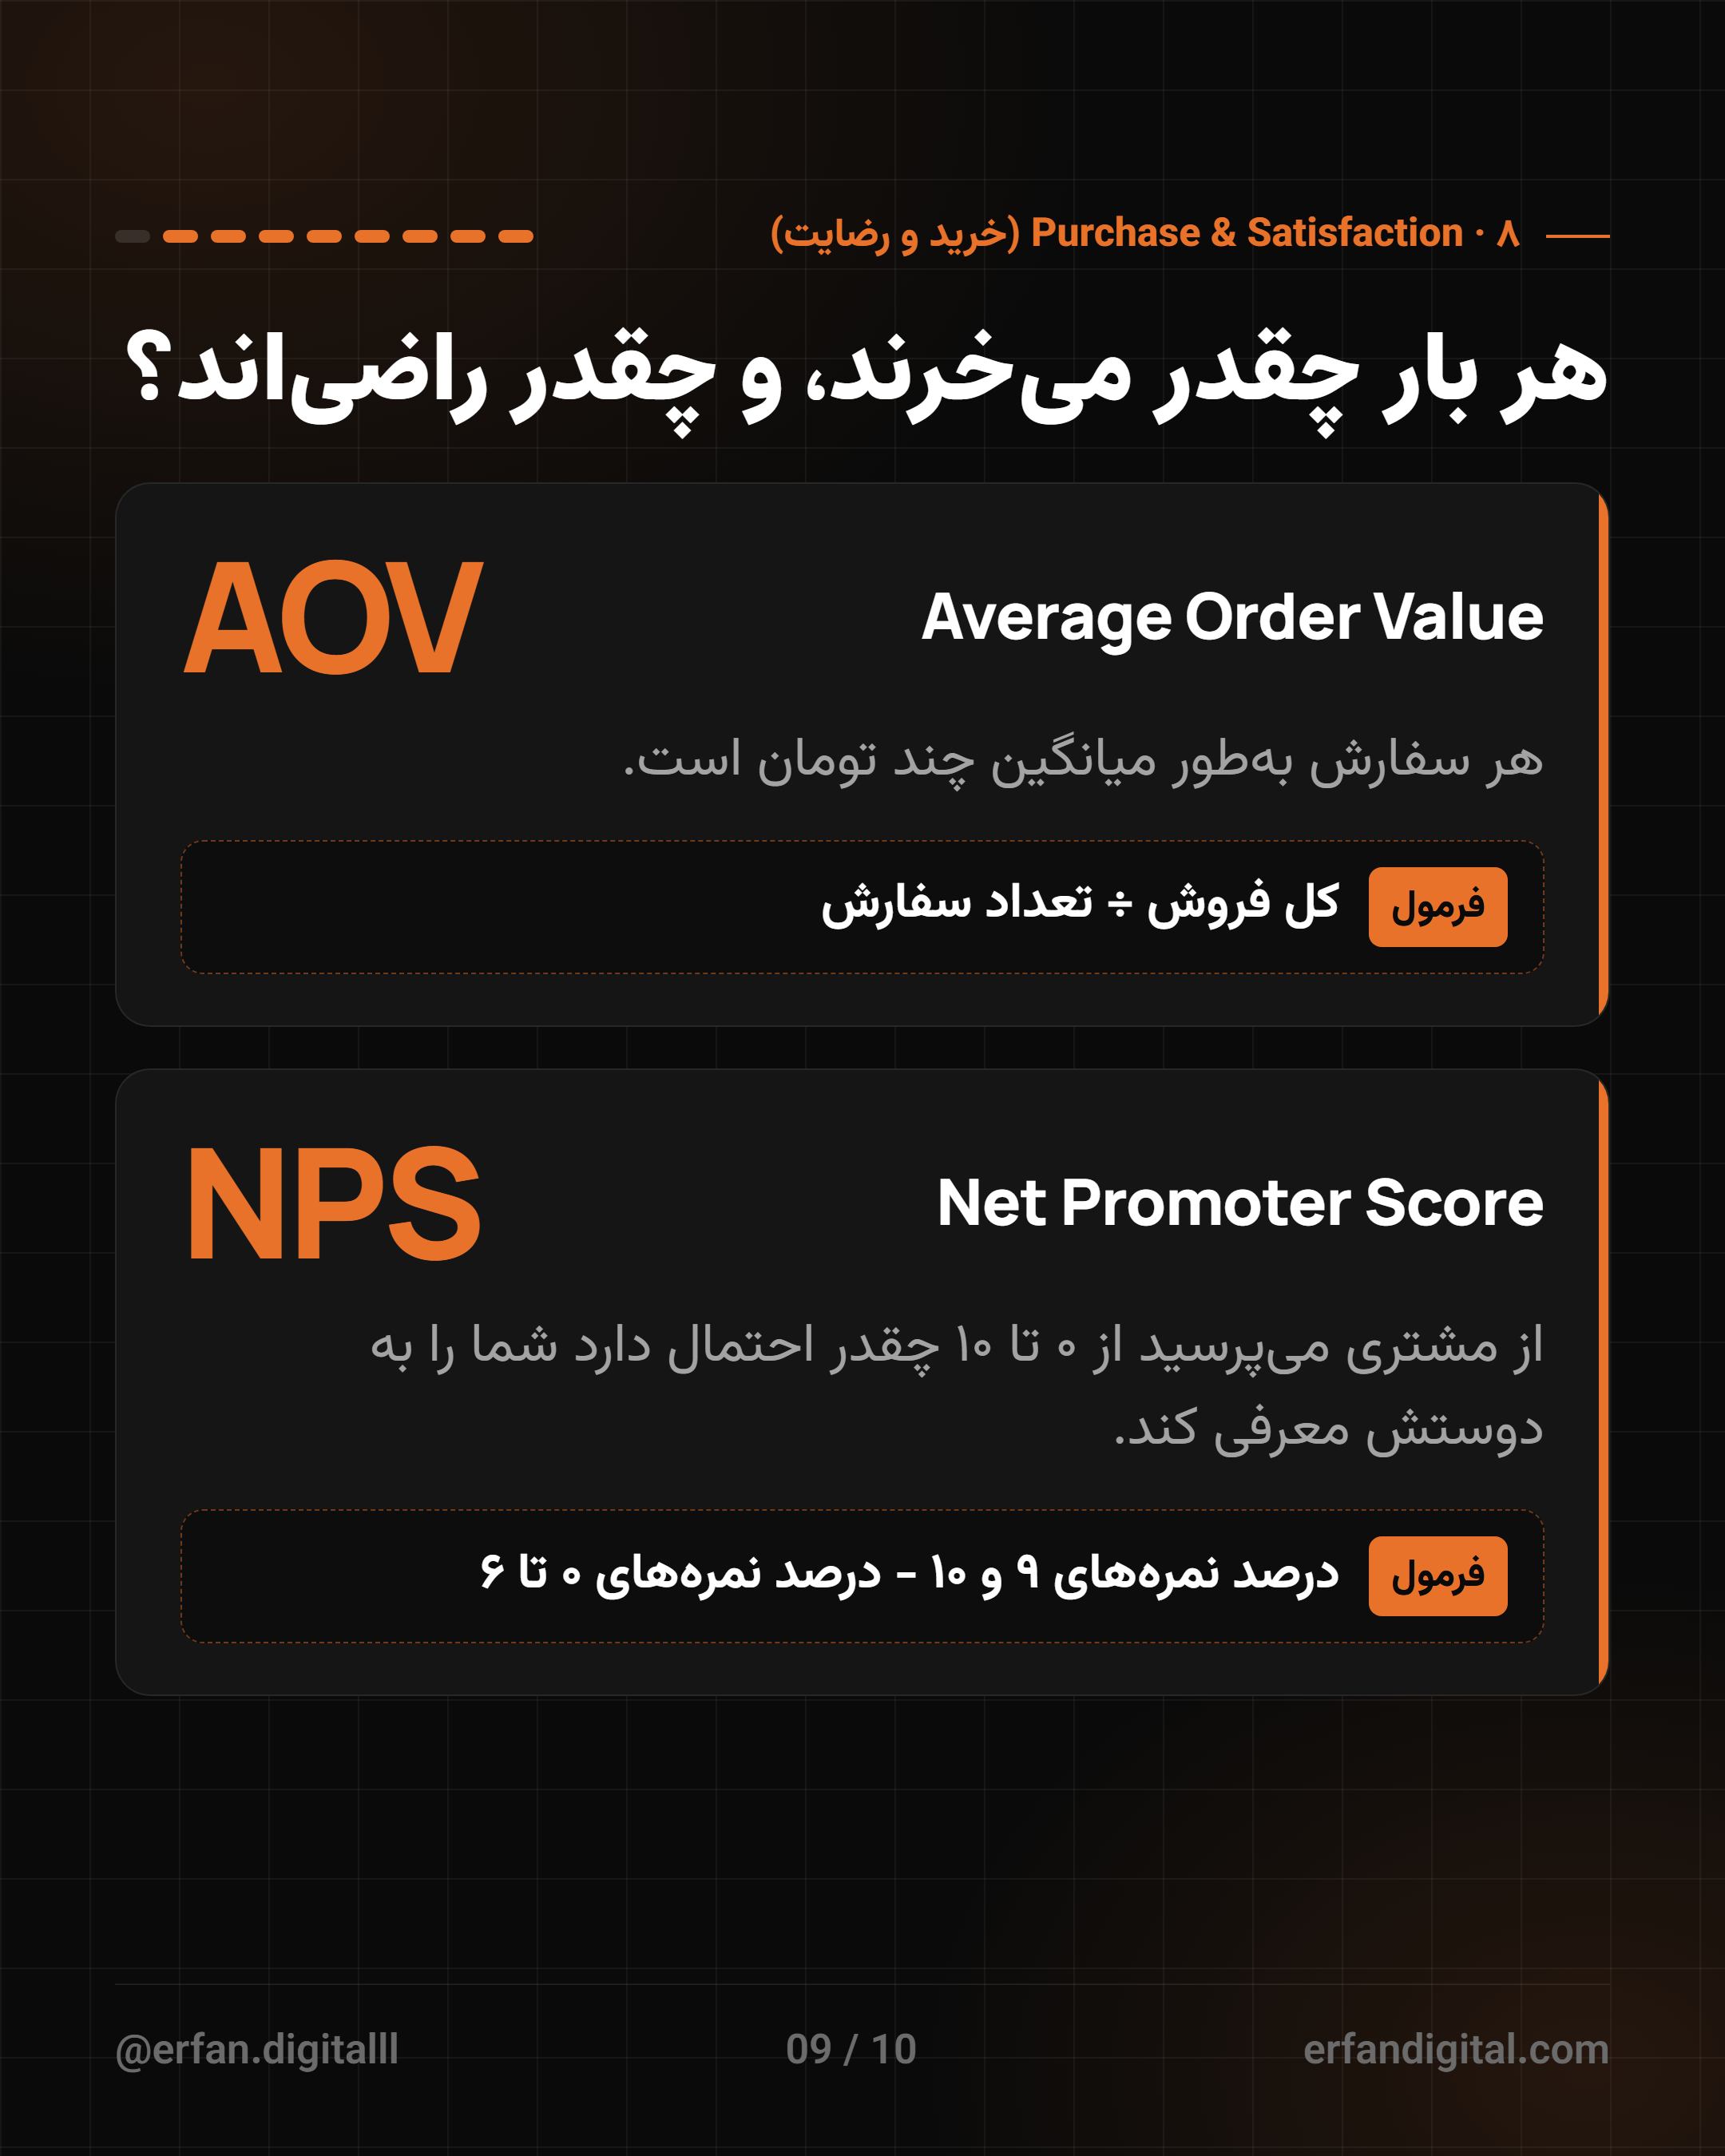 ۸ · Purchase & Satisfaction (خرید و رضایت)
هر بار چقدر می‌خرند، و چقدر راضی‌اند؟
Average Order Value
AOV
هر سفارش به‌طور میانگین چند تومان است.
فرمول
کل فروش ÷ تعداد سفارش
Net Promoter Score
NPS
از مشتری می‌پرسید از ۰ تا ۱۰ چقدر احتمال دارد شما را به
دوستش معرفی کند.
فرمول
درصد نمره‌های ۹ و ۱۰ − درصد نمره‌های ۰ تا ۶
@erfan.digitalll
09 / 10
erfandigital.com